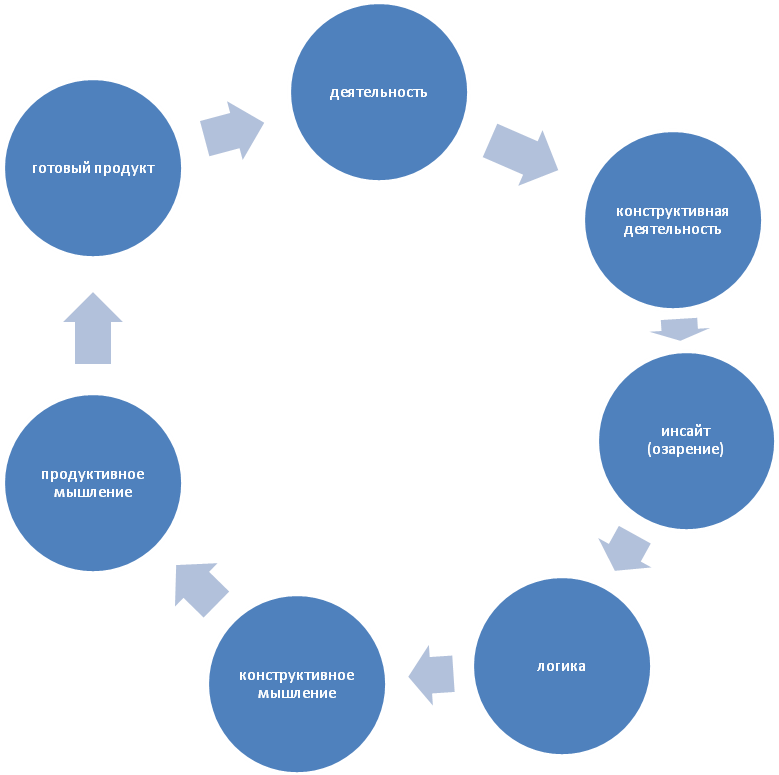 деятельность
конструктивная
деятельность
инсайт
(озарение)
логика
конструктивное
мышление
продуктивное
мышление
готовый продукт